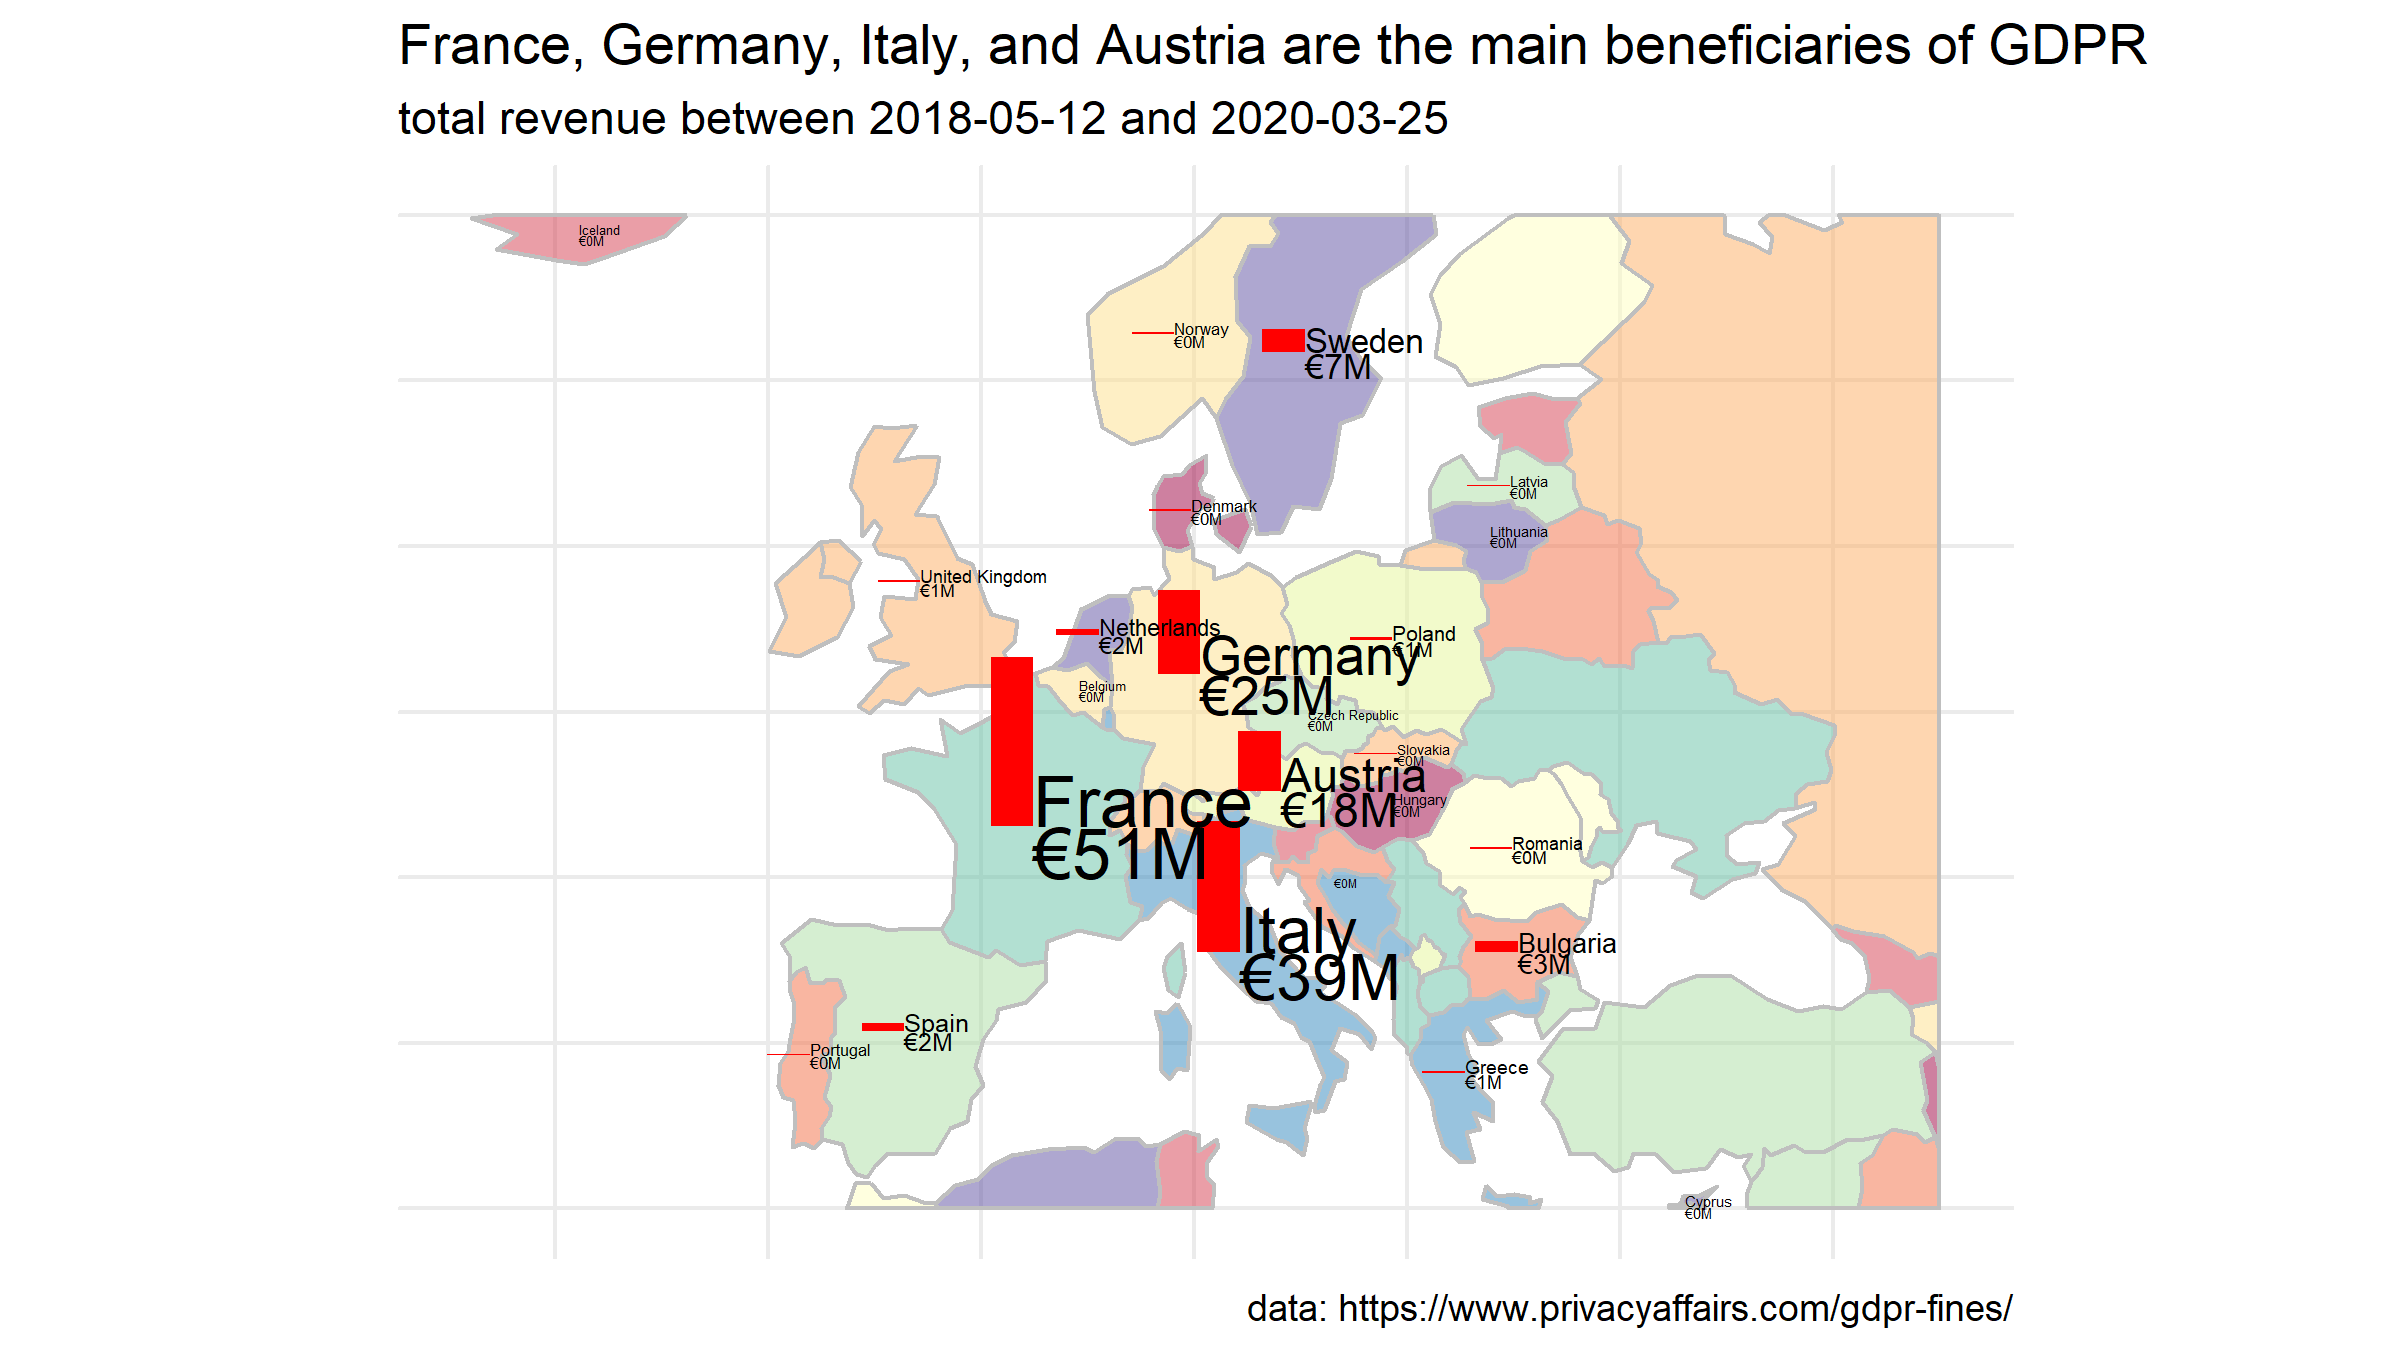 France, Germany, Italy, and Austria are the main beneficiaries of GDPR
total revenue between 2018-05-12 and 2020-03-25
Iceland
€0M
Norway
€0M
Sweden
€7M
Latvia
€0M
Denmark
€0M
Lithuania
€0M
United Kingdom
€1M
Netherlands
€2M
Poland
€1M
Germany
€25M
Belgium
€0M
Czech Republic
€0M
Slovakia
€0M
Austria
€18M
Hungary
€0M
France
€51M
Romania
€0M
€0M
Italy
€39M
Bulgaria
€3M
Spain
€2M
Portugal
€0M
Greece
€1M
Cyprus
€0M
data: https://www.privacyaffairs.com/gdpr-fines/